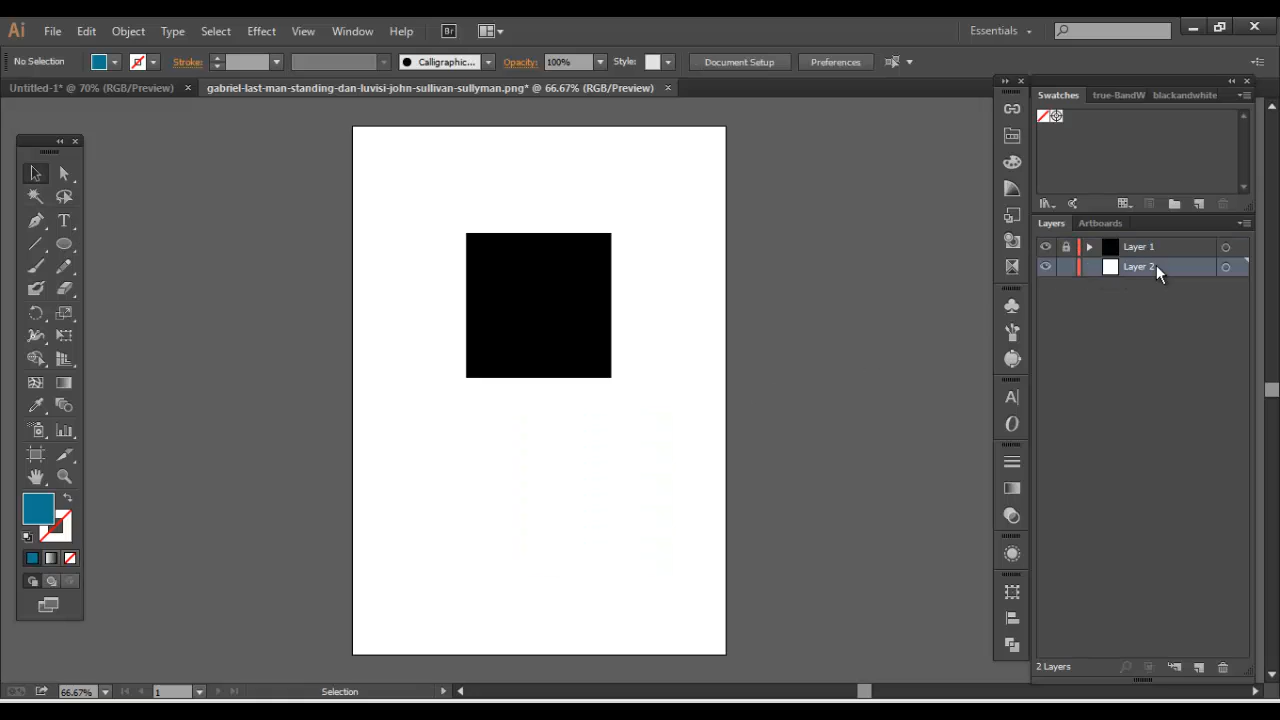 Ai File Edit Object Type Select Effect View Window Help Br Essentials
No Selection Stroke: Calligraphic... Opacity: 100% Style: Document Setup Preferences
Untitled-1* @ 70% (RGB/Preview) gabriel-last-man-standing-dan-luvisi-john-sullivan-sullyman.png* @ 66.67% (RGB/Preview)
Swatches true-BandW blackandwhite
Layers Artboards
Layer 1
Layer 2
2 Layers
66.67% 1 Selection